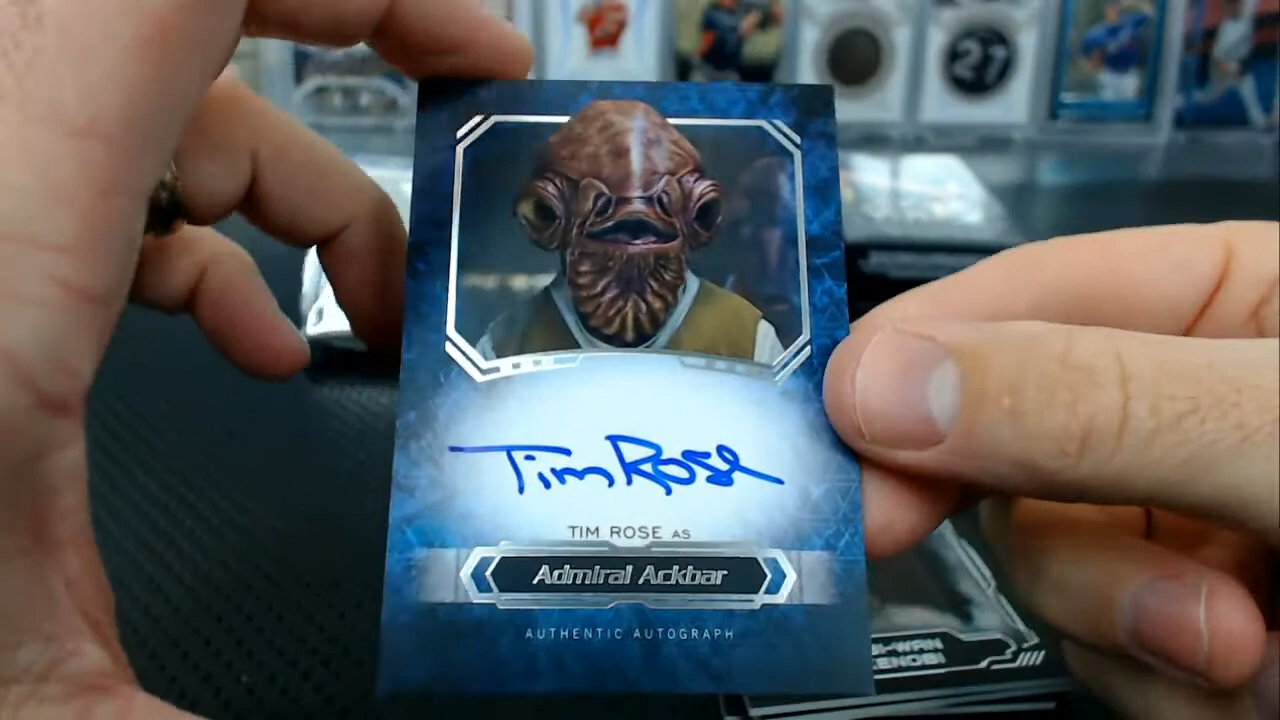 27
Tim Rose
TIM ROSE AS
Admiral Ackbar
AUTHENTIC AUTOGRAPH